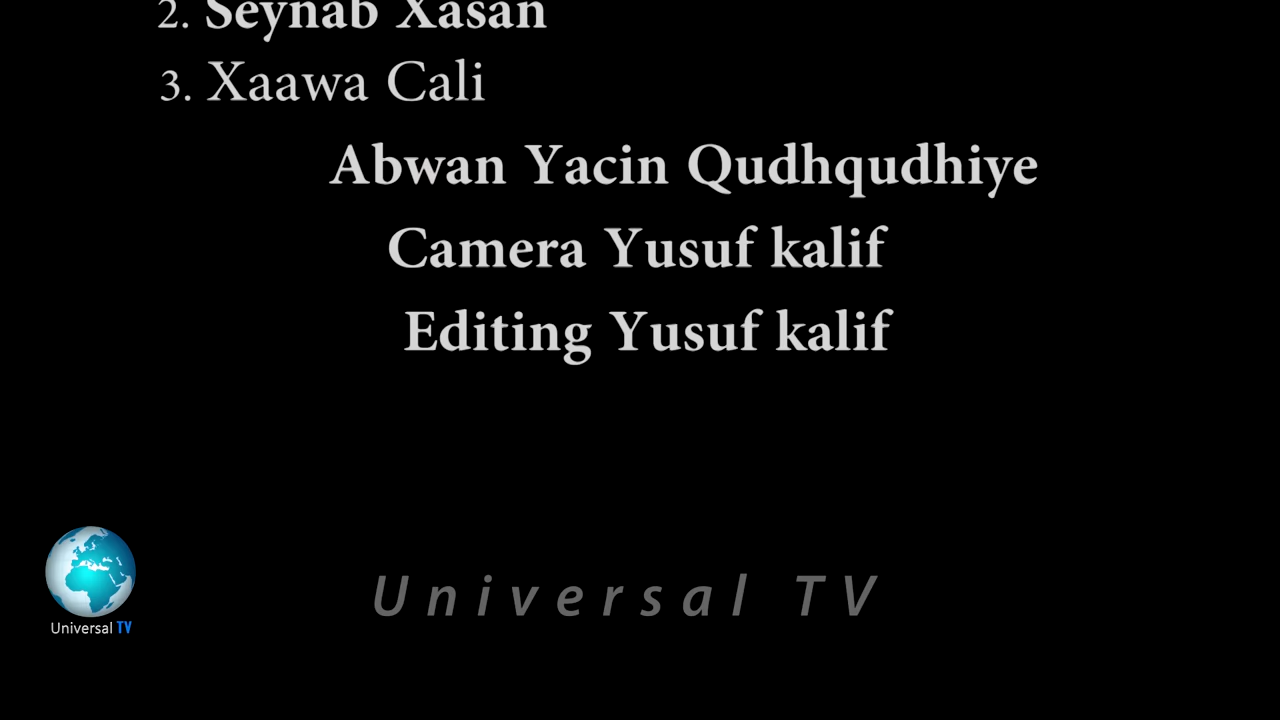 2. Seynab Xasan
3. Xaawa Cali
Abwan Yacin Qudhqudhiye
Camera Yusuf kalif
Editing Yusuf kalif
Universal TV
Universal TV